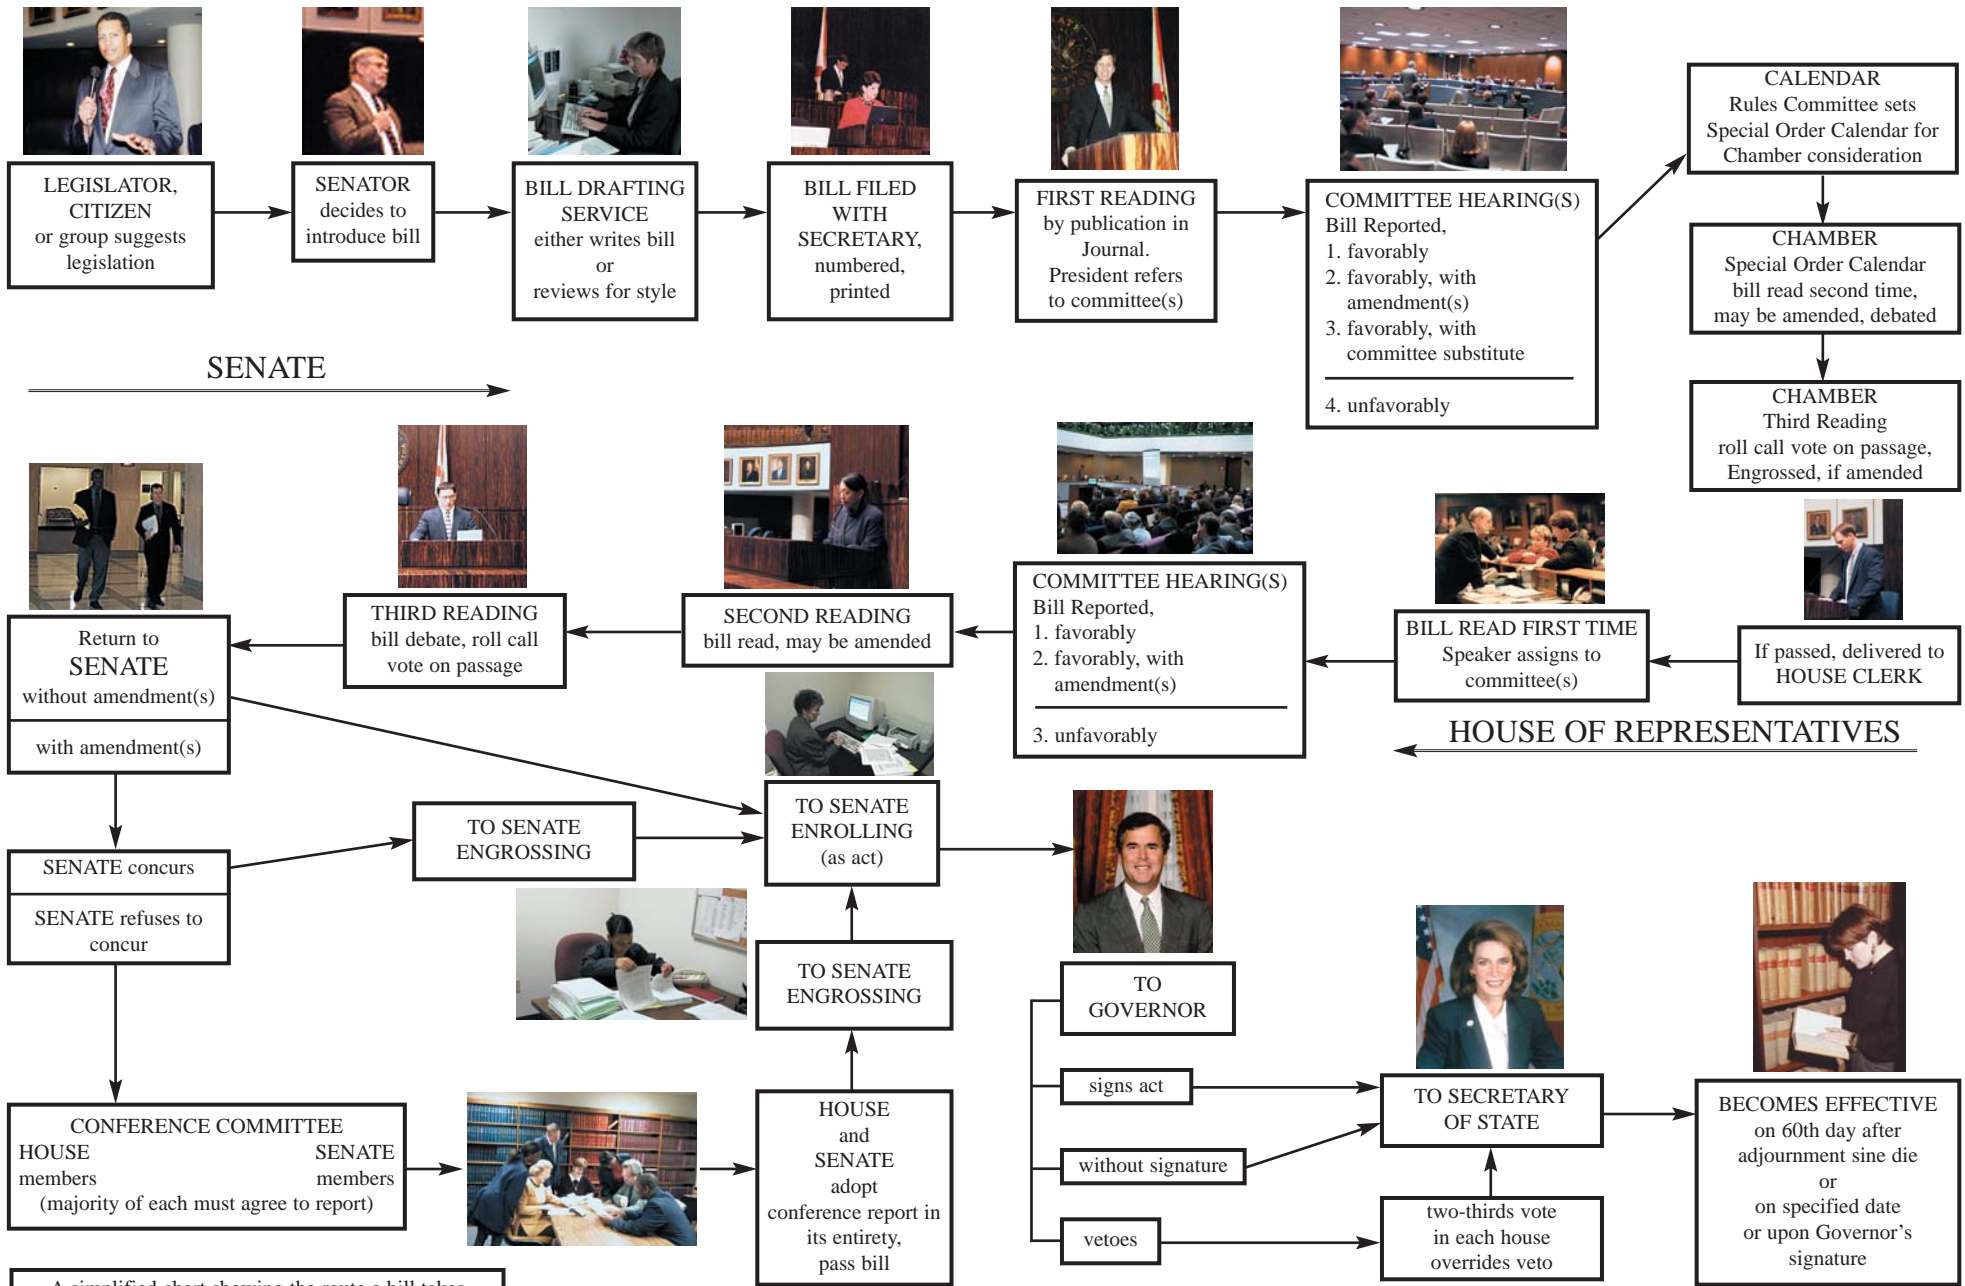 LEGISLATOR,
CITIZEN
or group suggests
legislation
SENATOR
decides to
introduce bill
BILL DRAFTING
SERVICE
either writes bill
or
reviews for style
BILL FILED
WITH
SECRETARY,
numbered,
printed
FIRST READING
by publication in
Journal.
President refers
to committee(s)
COMMITTEE HEARING(S)
Bill Reported,
1. favorably
2. favorably, with
amendment(s)
3. favorably, with
committee substitute
4. unfavorably
CALENDAR
Rules Committee sets
Special Order Calendar for
Chamber consideration
CHAMBER
Special Order Calendar
bill read second time,
may be amended, debated
CHAMBER
Third Reading
roll call vote on passage,
Engrossed, if amended
SENATE
If passed, delivered to
HOUSE CLERK
BILL READ FIRST TIME
Speaker assigns to
committee(s)
HOUSE OF REPRESENTATIVES
COMMITTEE HEARING(S)
Bill Reported,
1. favorably
2. favorably, with
amendment(s)
3. unfavorably
SECOND READING
bill read, may be amended
THIRD READING
bill debate, roll call
vote on passage
Return to
SENATE
without amendment(s)
with amendment(s)
SENATE concurs
SENATE refuses to
concur
TO SENATE
ENGROSSING
TO SENATE
ENROLLING
(as act)
TO SENATE
ENGROSSING
CONFERENCE COMMITTEE
HOUSE SENATE
members members
(majority of each must agree to report)
HOUSE
and
SENATE
adopt
conference report in
its entirety,
pass bill
TO
GOVERNOR
signs act
without signature
vetoes
TO SECRETARY
OF STATE
two-thirds vote
in each house
overrides veto
BECOMES EFFECTIVE
on 60th day after
adjournment sine die
or
on specified date
or upon Governor's
signature
A simplified chart showing the route a bill takes